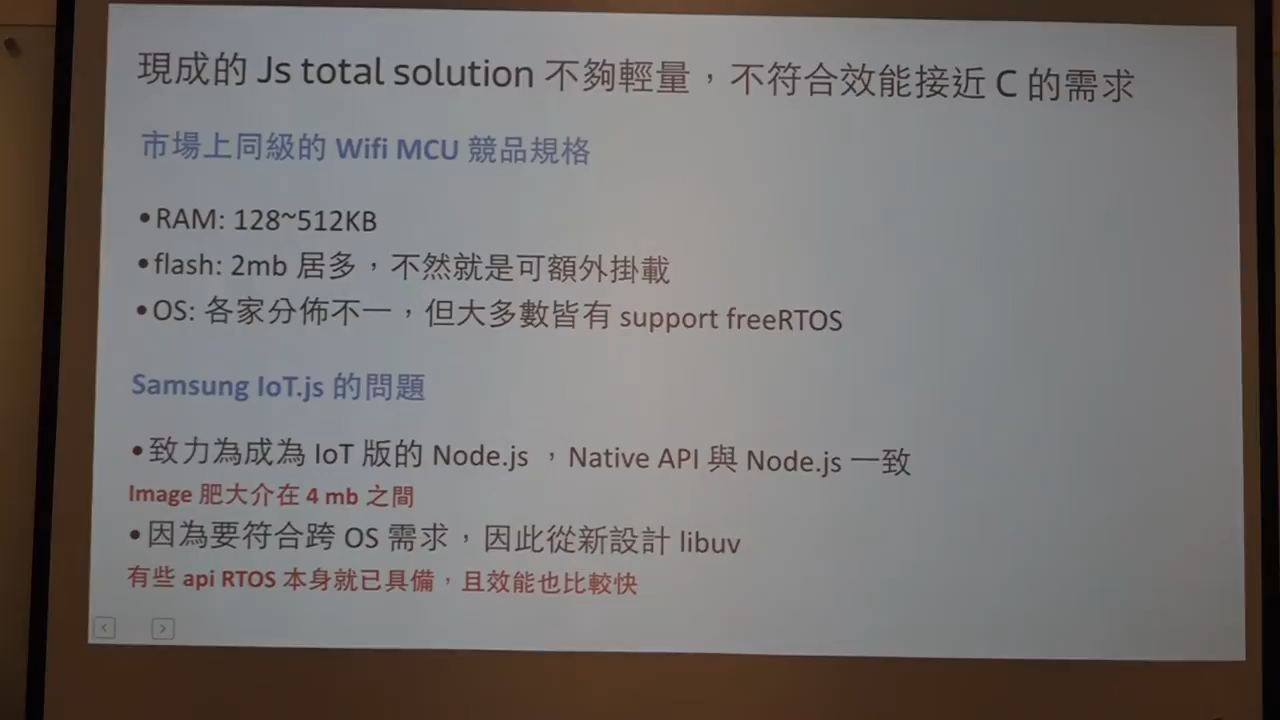 現成的 Js total solution 不夠輕量，不符合效能接近 C 的需求
市場上同級的 Wifi MCU 競品規格
•RAM: 128~512KB
•flash: 2mb 居多，不然就是可額外掛載
•OS: 各家分佈不一，但大多數皆有 support freeRTOS
Samsung IoT.js 的問題
•致力為成為 IoT 版的 Node.js ，Native API 與 Node.js 一致
Image 肥大介在 4 mb 之間
•因為要符合跨 OS 需求，因此從新設計 libuv
有些 api RTOS 本身就已具備，且效能也比較快